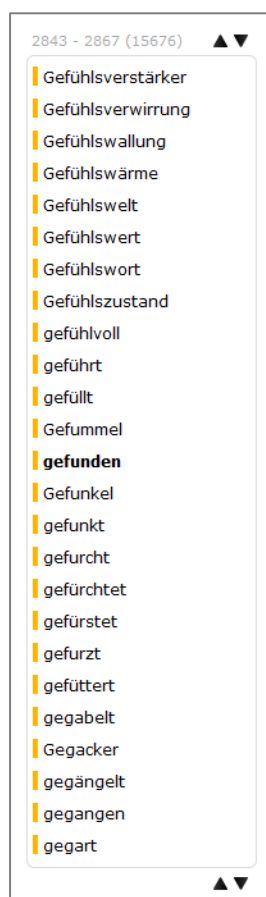 2843 - 2867 (15676) ▲▼
Gefühlsverstärker
Gefühlsverwirrung
Gefühlswallung
Gefühlswärme
Gefühlswelt
Gefühlswert
Gefühlswort
Gefühlszustand
gefühlvoll
geführt
gefüllt
Gefummel
gefunden
Gefunkel
gefunkt
gefurcht
gefürchtet
gefürstet
gefurzt
gefüttert
gegabelt
Gegacker
gegängelt
gegangen
gegart
▲▼